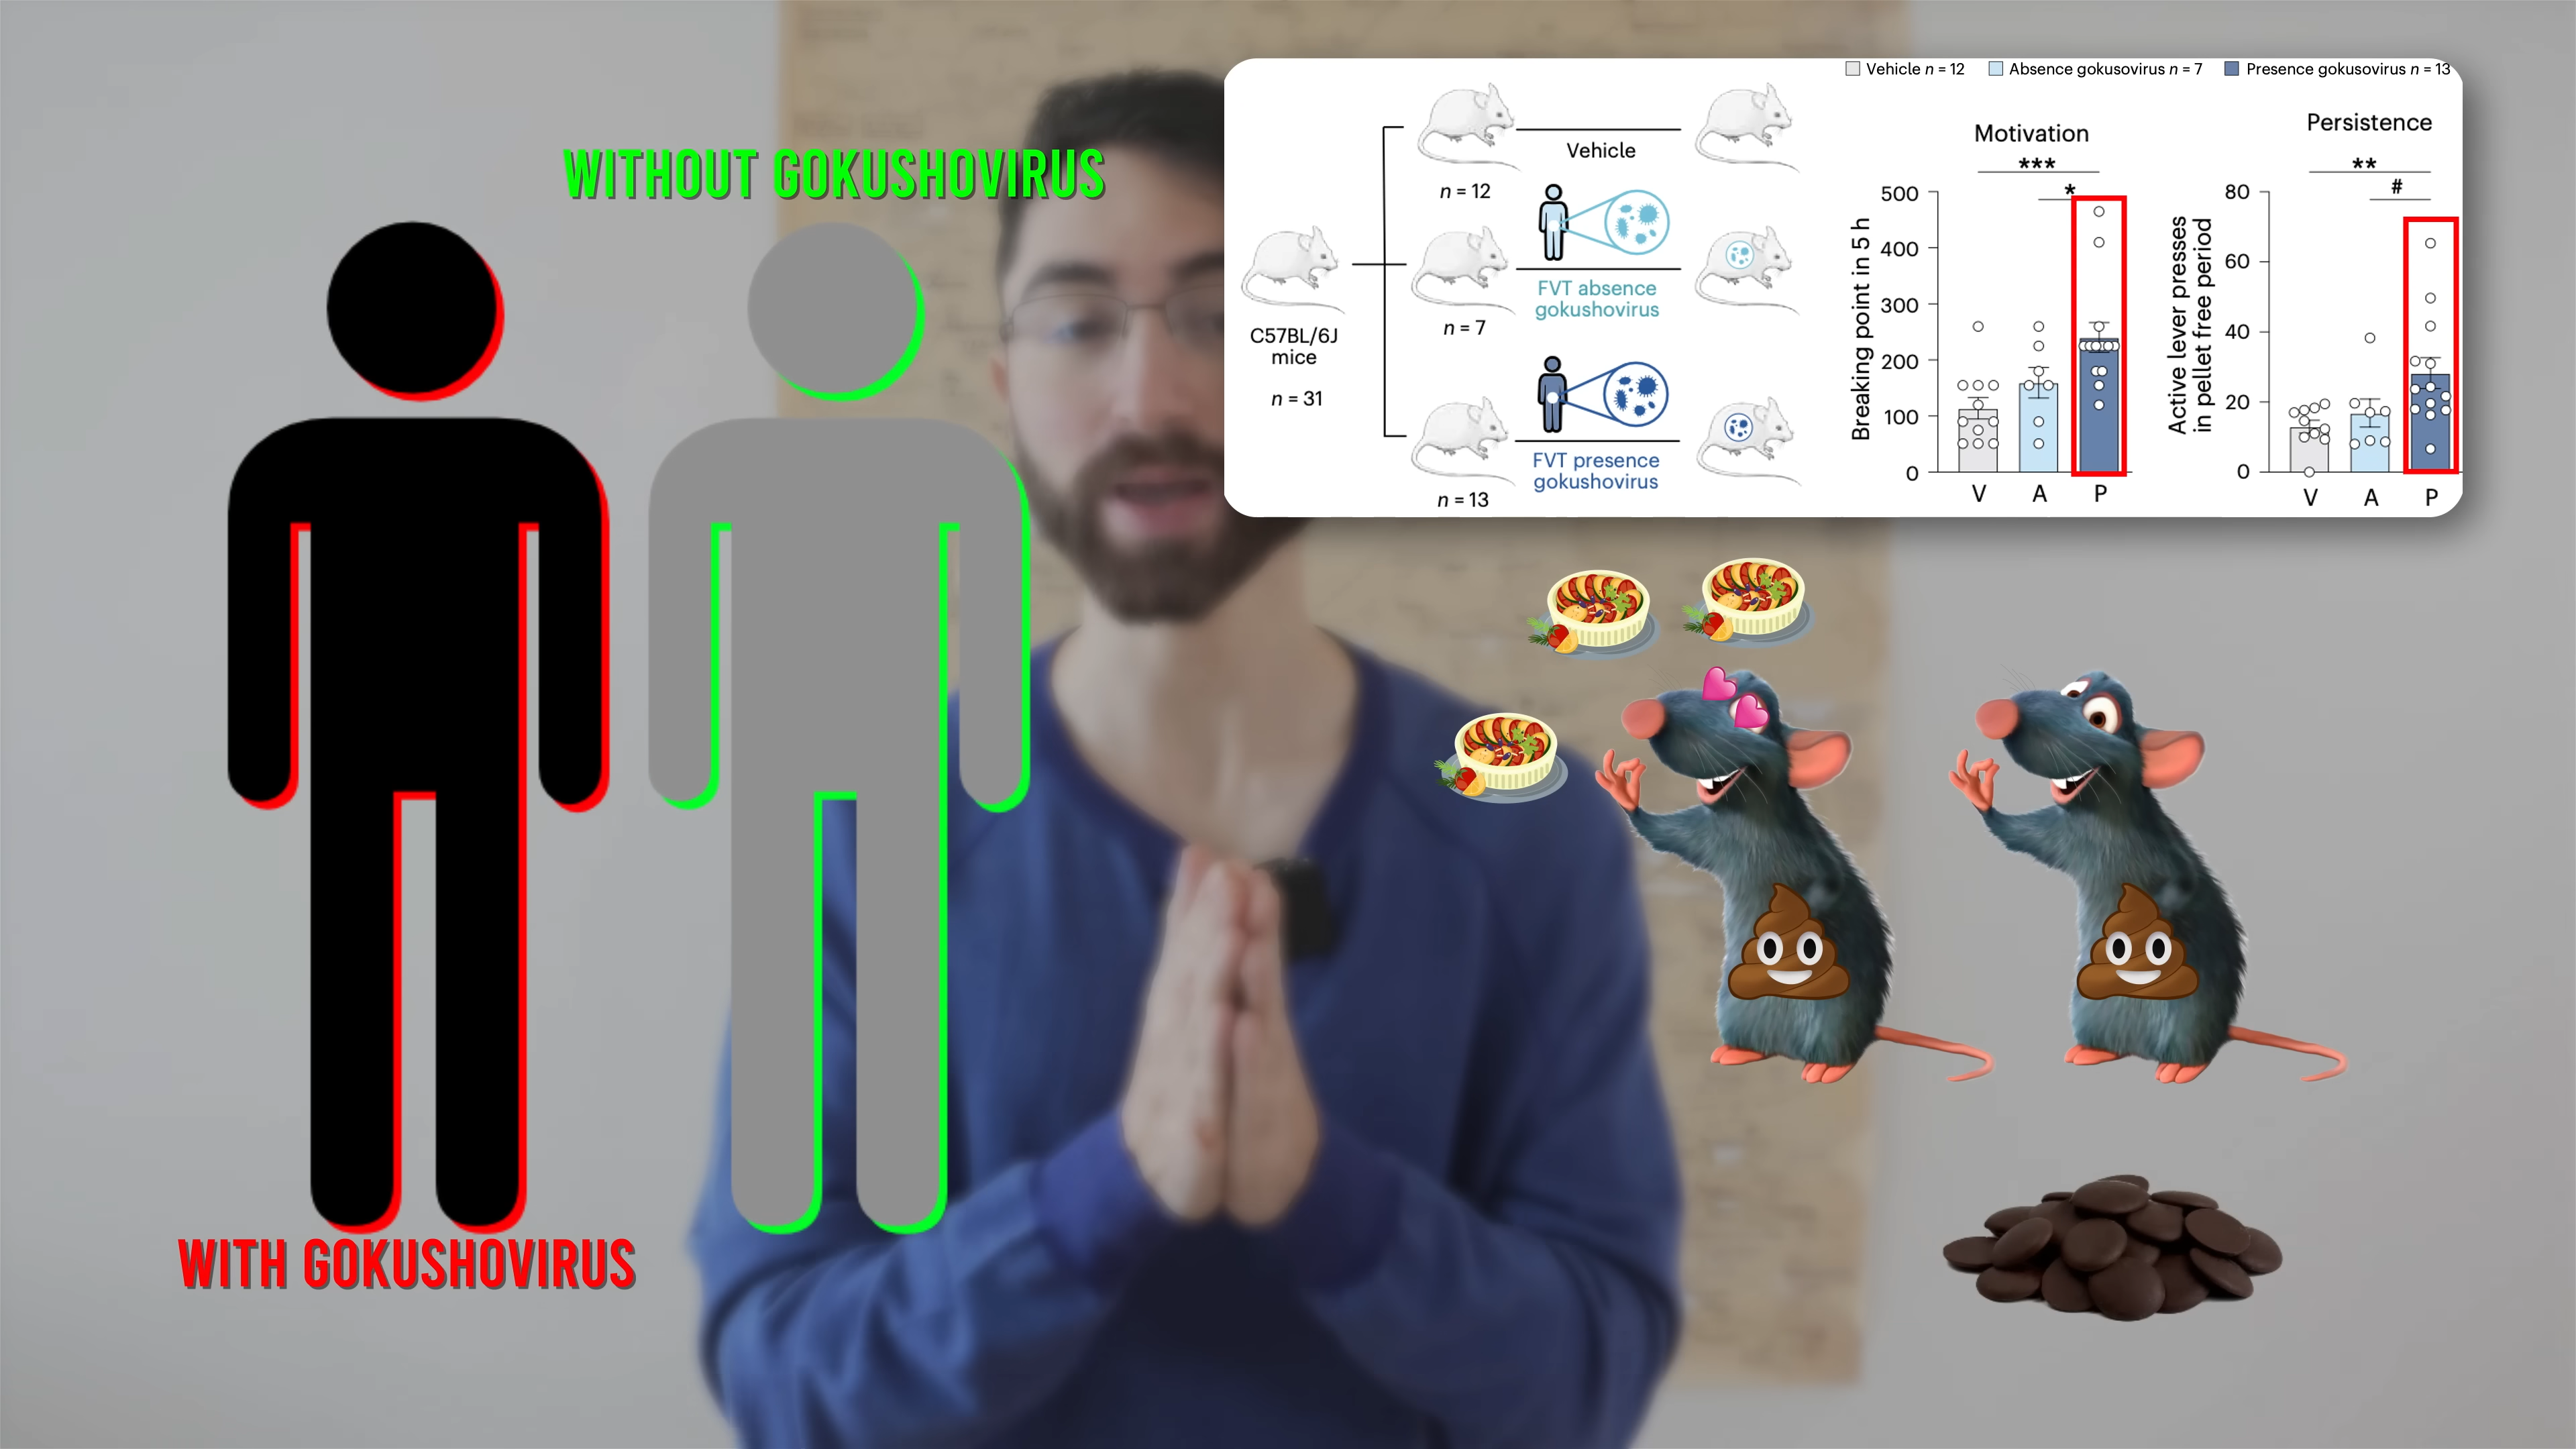 WITHOUT GOKUSHOVIRUS
WITH GOKUSHOVIRUS
C57BL/6J
mice
n = 31
n = 12
n = 7
n = 13
Vehicle
FVT absence
gokushovirus
FVT presence
gokushovirus
Vehicle n = 12
Absence gokusovirus n = 7
Presence gokusovirus n = 13
Motivation
***
*
Breaking point in 5 h
500
400
300
200
100
0
V A P
Persistence
**
#
Active lever presses
in pellet free period
80
60
40
20
0
V A P